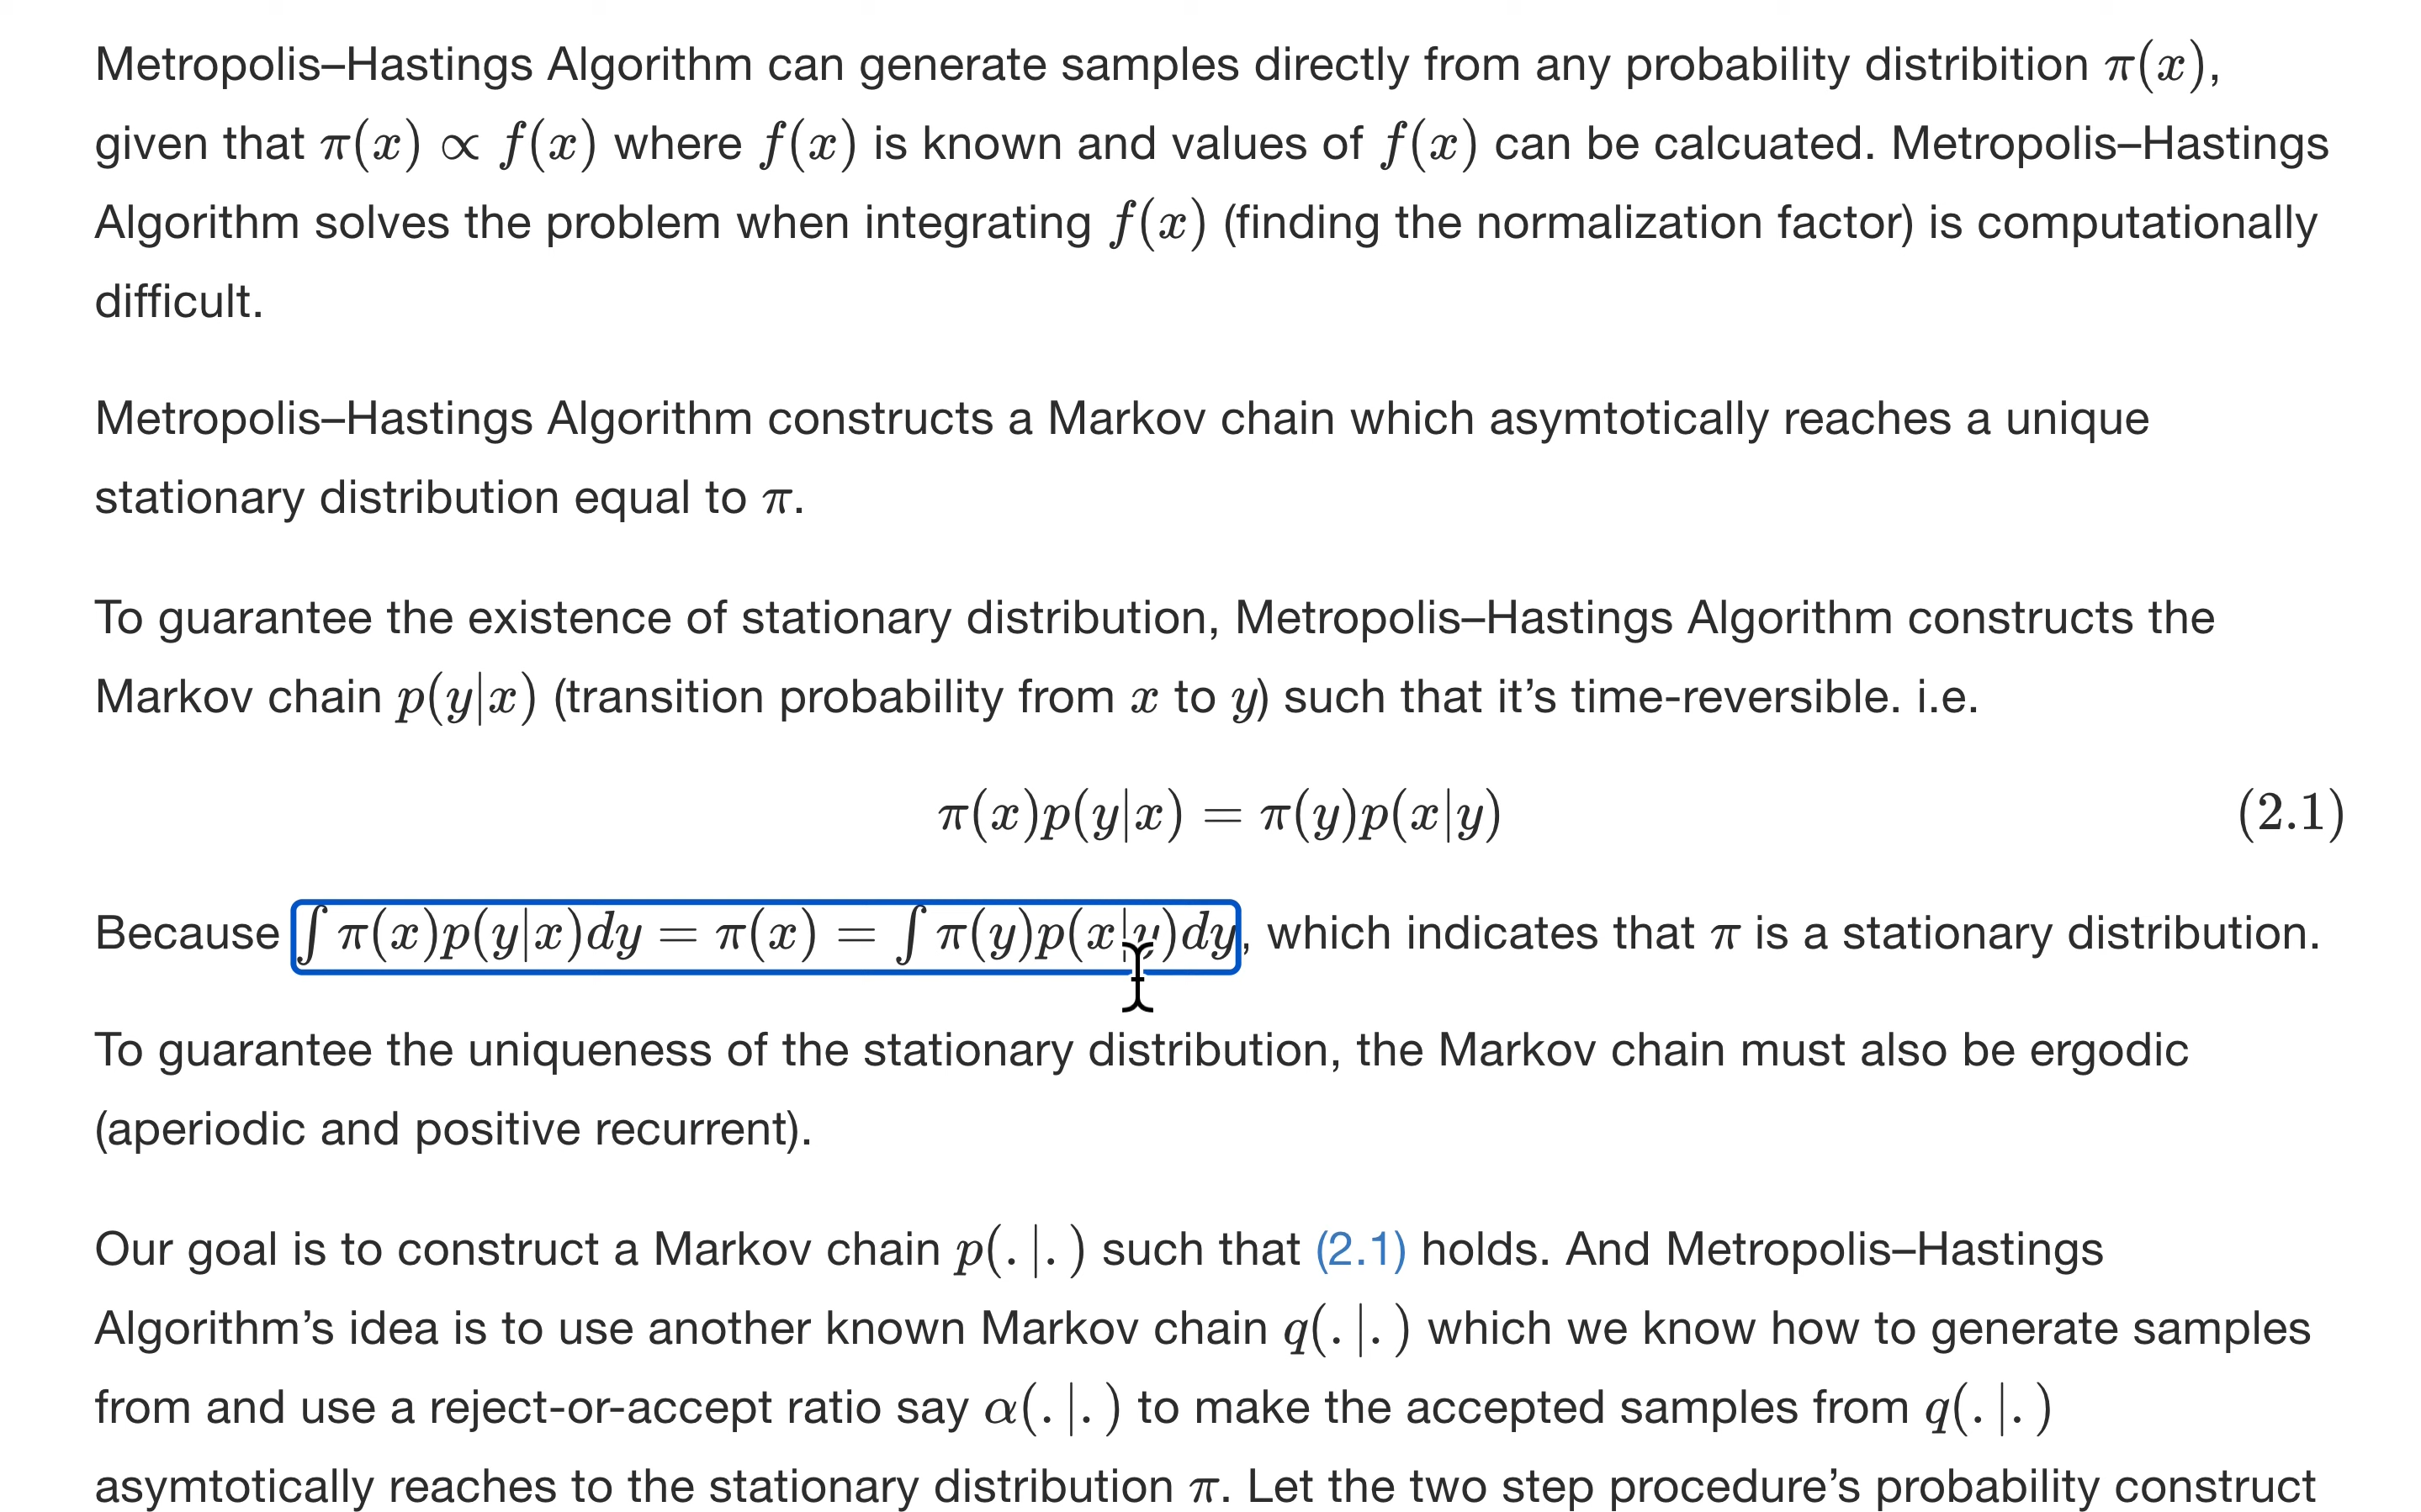 Metropolis–Hastings Algorithm can generate samples directly from any probability distribition π(x),
given that π(x) ∝ f(x) where f(x) is known and values of f(x) can be calcuated. Metropolis–Hastings
Algorithm solves the problem when integrating f(x) (finding the normalization factor) is computationally
difficult.
Metropolis–Hastings Algorithm constructs a Markov chain which asymtotically reaches a unique
stationary distribution equal to π.
To guarantee the existence of stationary distribution, Metropolis–Hastings Algorithm constructs the
Markov chain p(y|x) (transition probability from x to y) such that it’s time-reversible. i.e.
π(x)p(y|x) = π(y)p(x|y) (2.1)
Because ∫ π(x)p(y|x)dy = π(x) = ∫ π(y)p(x|y)dy, which indicates that π is a stationary distribution.
To guarantee the uniqueness of the stationary distribution, the Markov chain must also be ergodic
(aperiodic and positive recurrent).
Our goal is to construct a Markov chain p(. |. ) such that (2.1) holds. And Metropolis–Hastings
Algorithm’s idea is to use another known Markov chain q(. |. ) which we know how to generate samples
from and use a reject-or-accept ratio say α(. |. ) to make the accepted samples from q(. |. )
asymtotically reaches to the stationary distribution π. Let the two step procedure’s probability construct